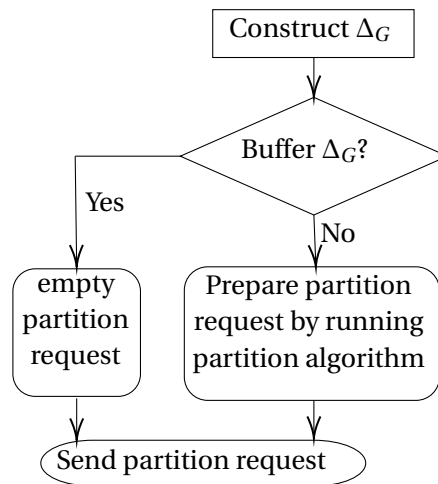 Construct Δ_G
Buffer Δ_G?
Yes
No
empty
partition
request
Prepare partition
request by running
partition algorithm
Send partition request